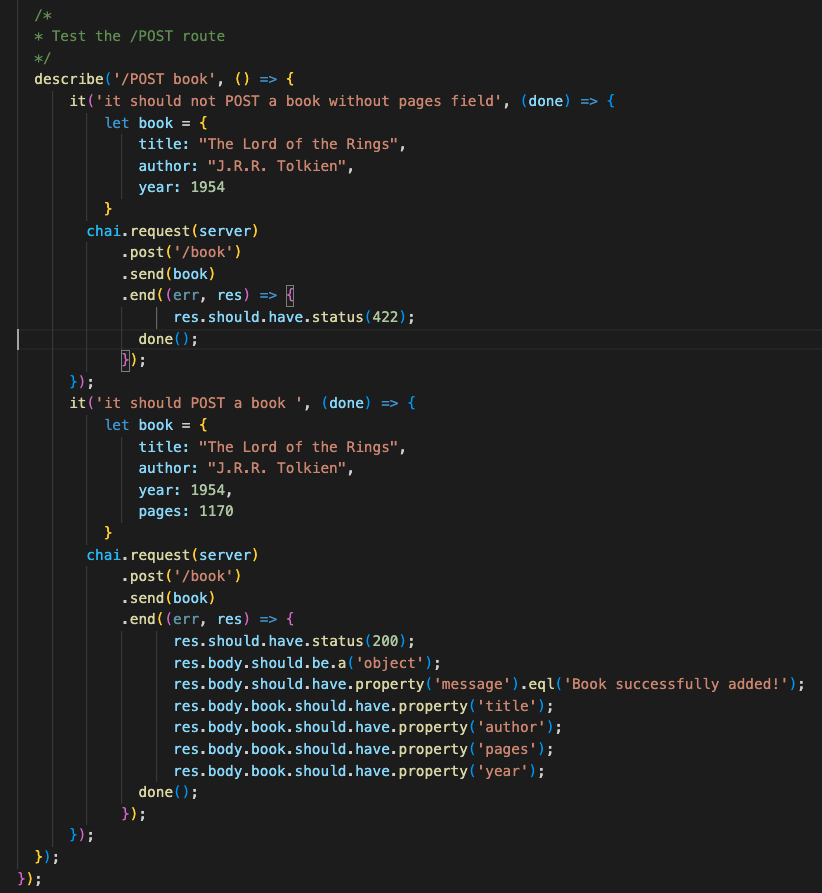 /*
* Test the /POST route
*/
describe('/POST book', () => {
it('it should not POST a book without pages field', (done) => {
let book = {
title: "The Lord of the Rings",
author: "J.R.R. Tolkien",
year: 1954
}
chai.request(server)
.post('/book')
.send(book)
.end((err, res) => {
res.should.have.status(422);
done();
});
});
it('it should POST a book ', (done) => {
let book = {
title: "The Lord of the Rings",
author: "J.R.R. Tolkien",
year: 1954,
pages: 1170
}
chai.request(server)
.post('/book')
.send(book)
.end((err, res) => {
res.should.have.status(200);
res.body.should.be.a('object');
res.body.should.have.property('message').eql('Book successfully added!');
res.body.book.should.have.property('title');
res.body.book.should.have.property('author');
res.body.book.should.have.property('pages');
res.body.book.should.have.property('year');
done();
});
});
});
});